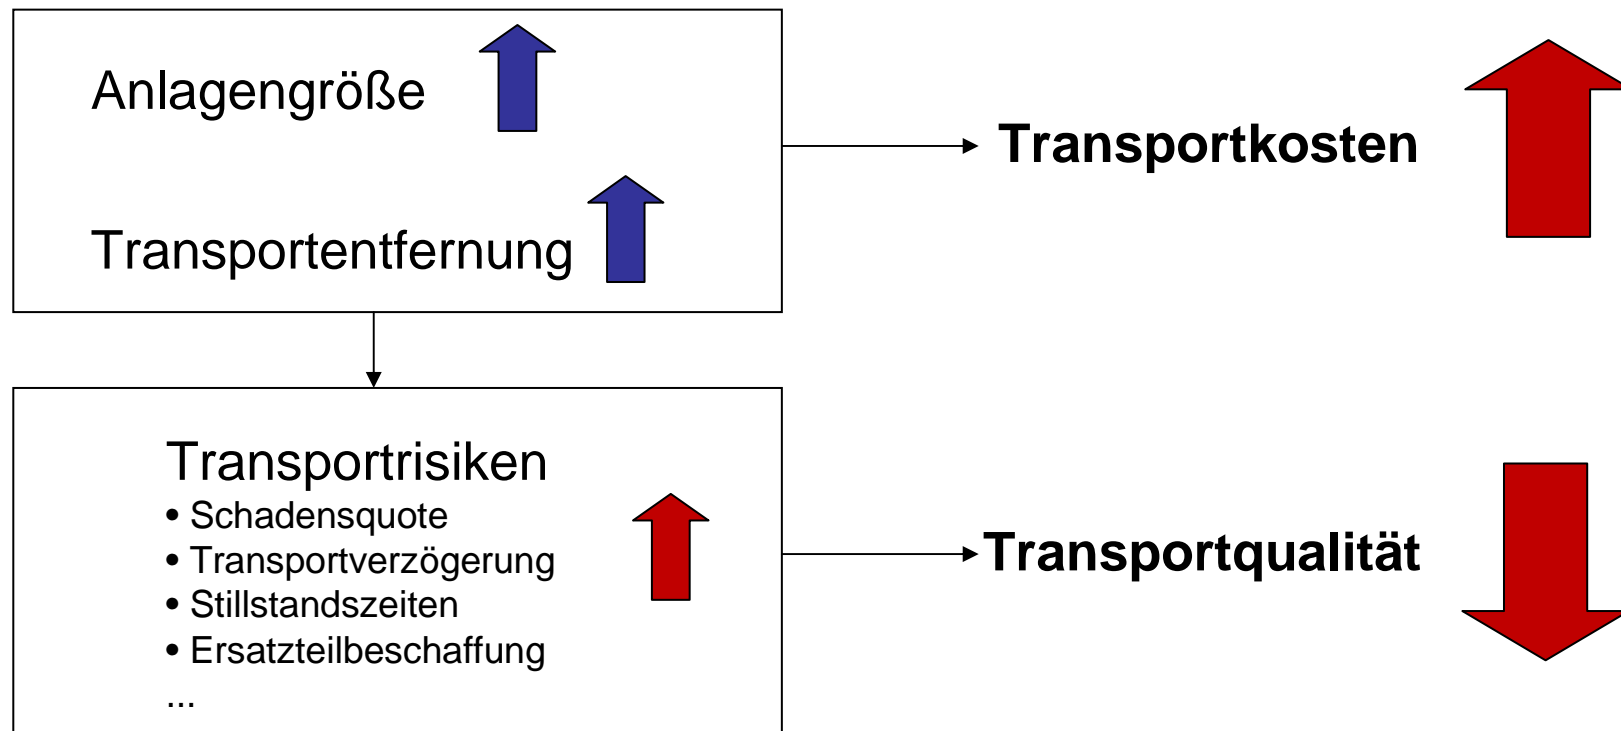 Anlagengröße
Transportentfernung
Transportkosten
Transportrisiken
• Schadensquote
• Transportverzögerung
• Stillstandszeiten
• Ersatzteilbeschaffung
...
Transportqualität